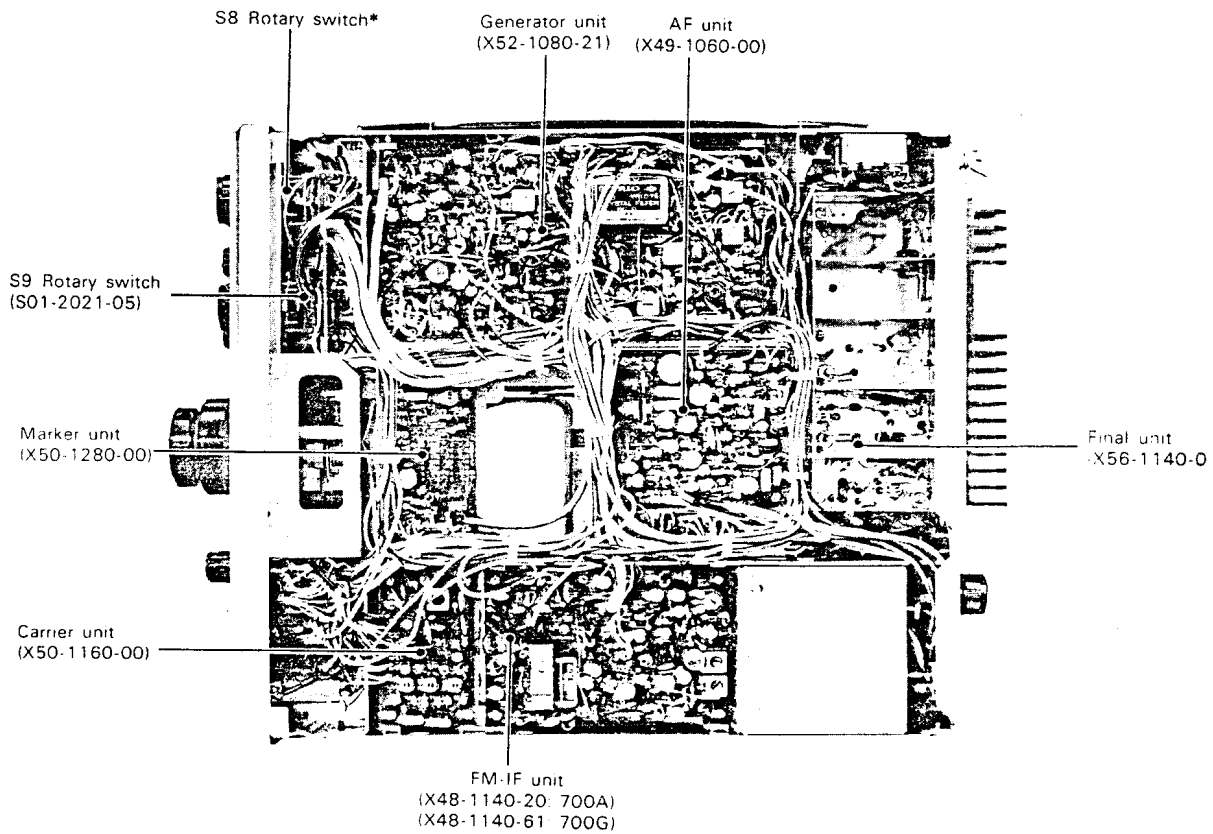 S8 Rotary switch*
Generator unit
(X52-1080-21)
AF unit
(X49-1060-00)
S9 Rotary switch
(S01-2021-05)
Marker unit
(X50-1280-00)
Final unit
-X56-1140-0
Carrier unit
(X50-1160-00)
FM-IF unit
(X48-1140-20: 700A)
(X48-1140-61: 700G)